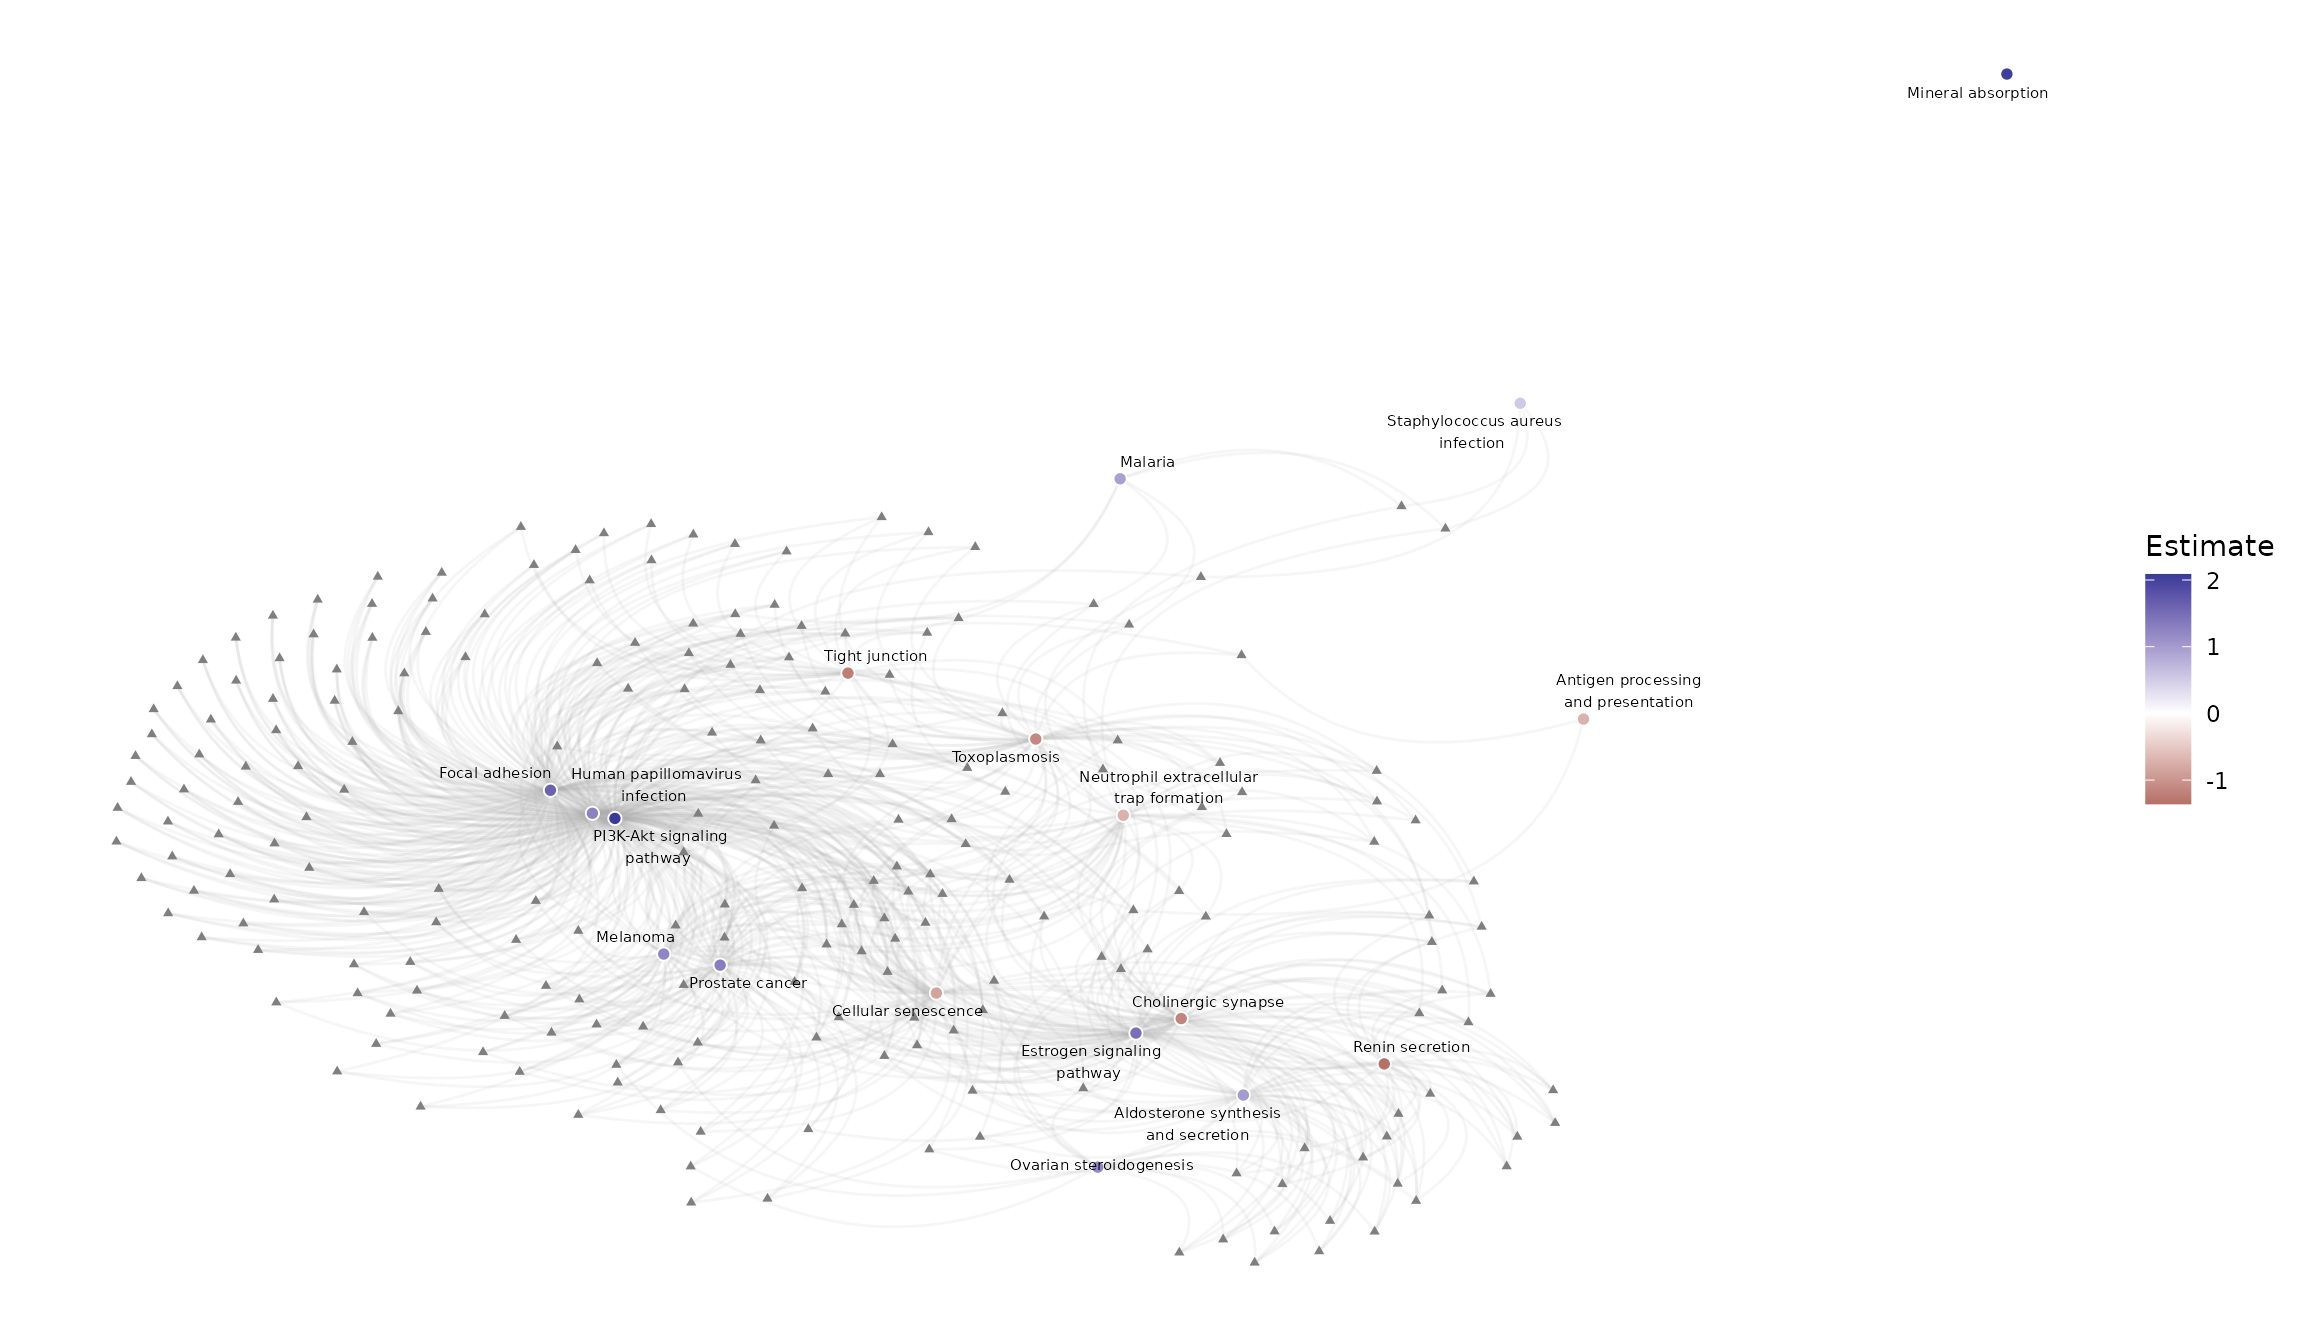 Mineral absorption
Staphylococcus aureus
infection
Malaria
Tight junction
Antigen processing
and presentation
Toxoplasmosis
Focal adhesion
Human papillomavirus
infection
Neutrophil extracellular
trap formation
PI3K-Akt signaling
pathway
Melanoma
Prostate cancer
Cellular senescence
Cholinergic synapse
Estrogen signaling
pathway
Renin secretion
Aldosterone synthesis
and secretion
Ovarian steroidogenesis
Estimate
2
1
0
-1